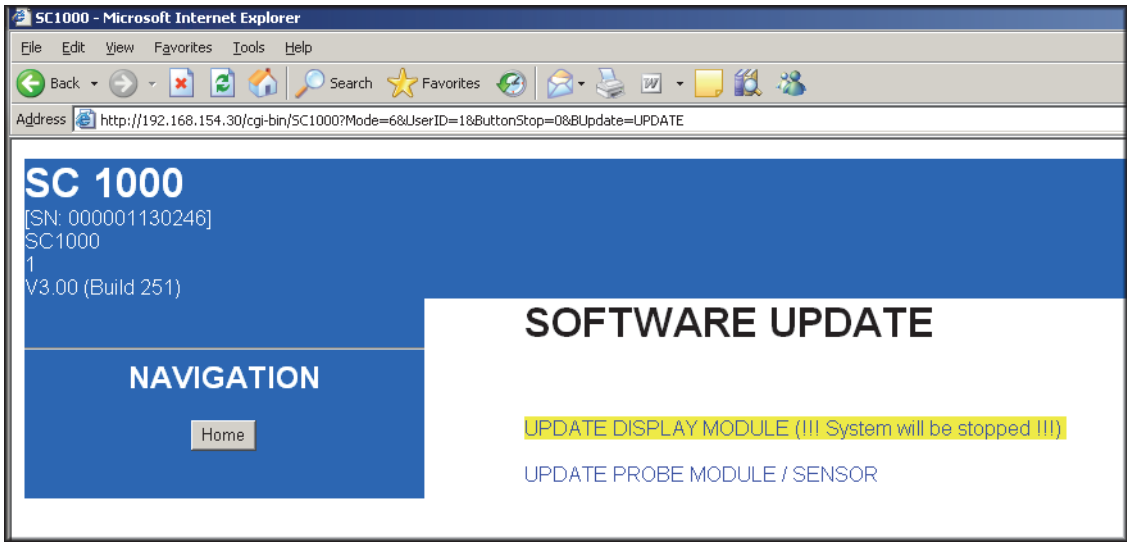 SC1000 - Microsoft Internet Explorer
File Edit View Favorites Tools Help
Back Search Favorites
Address http://192.168.154.30/cgi-bin/SC1000?Mode=6&UserID=1&ButtonStop=0&BUpdate=UPDATE
SC 1000
[SN: 000001130246]
SC1000
1
V3.00 (Build 251)
SOFTWARE UPDATE
NAVIGATION
Home
UPDATE DISPLAY MODULE (!!! System will be stopped !!!)
UPDATE PROBE MODULE / SENSOR